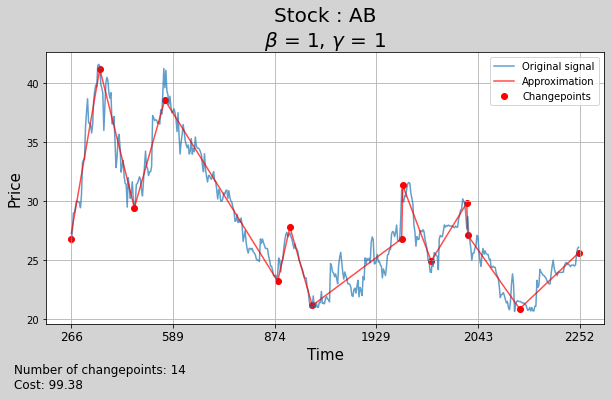 Stock : AB
β = 1, γ = 1
Original signal
Approximation
Changepoints
Price
40
35
30
25
20
266 589 874 1929 2043 2252
Time
Number of changepoints: 14
Cost: 99.38